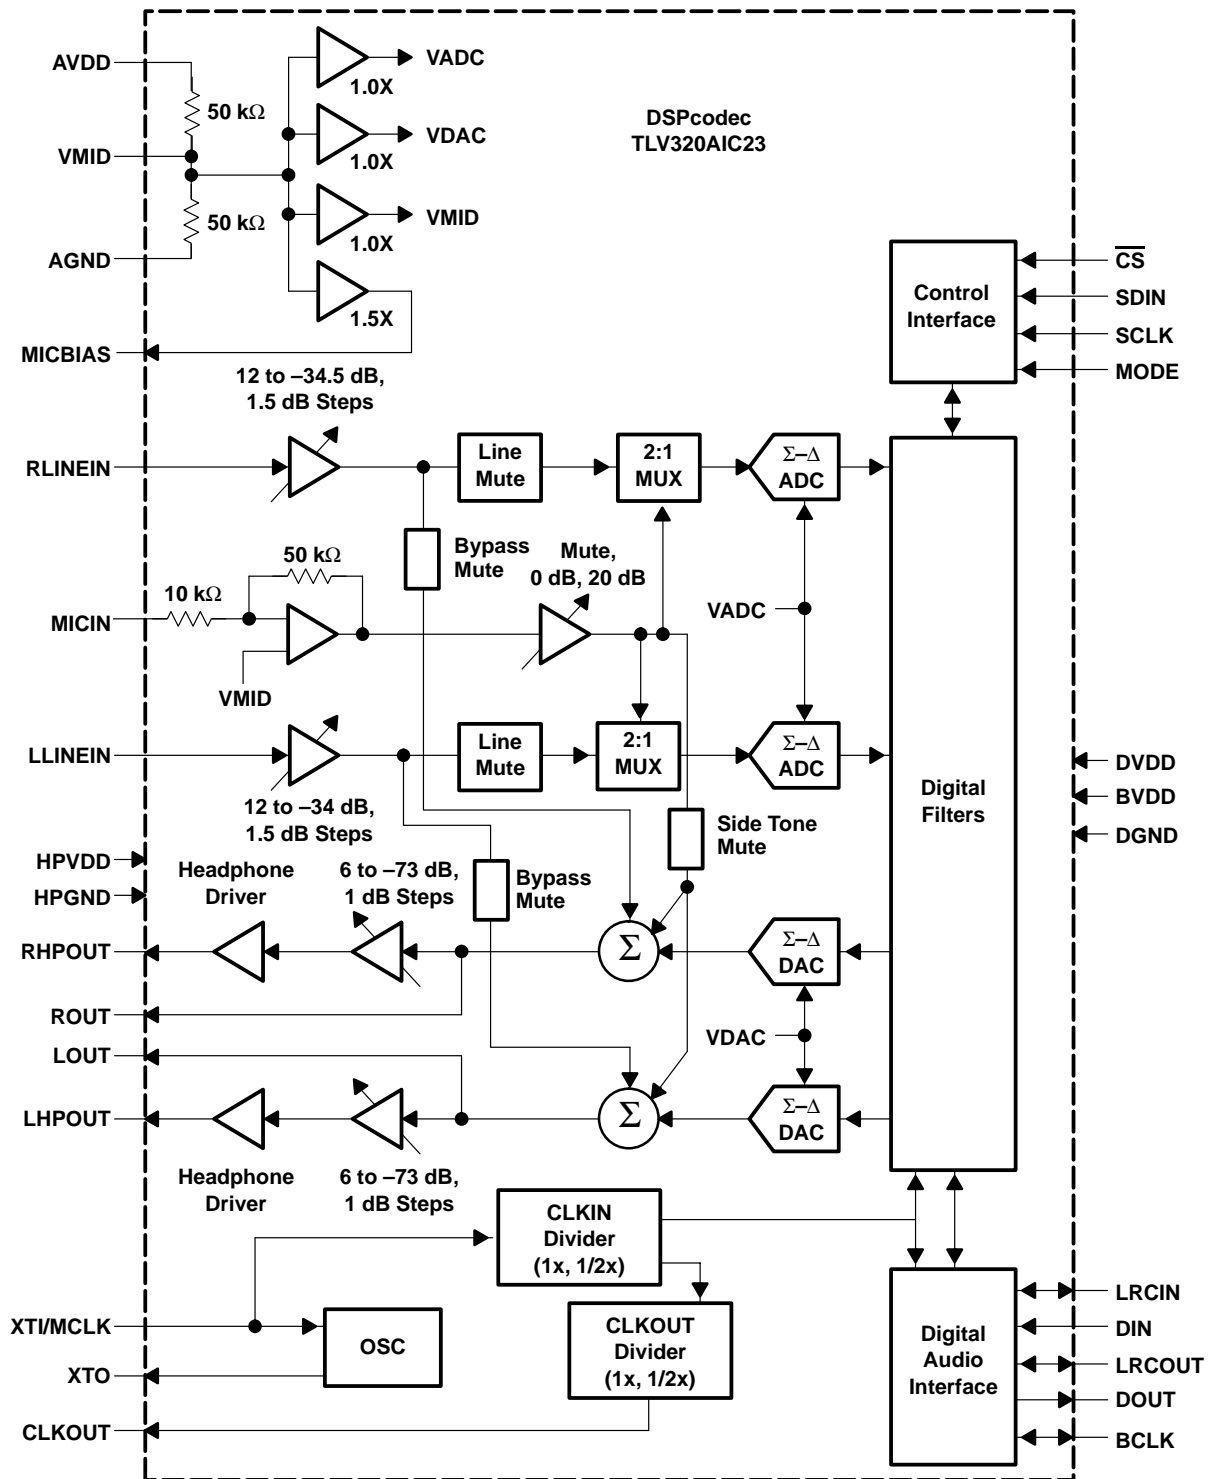 AVDD
50 kΩ
VMID
50 kΩ
AGND
MICBIAS
1.0X
VADC
1.0X
VDAC
1.0X
VMID
1.5X
DSPcodec
TLV320AIC23
Control
Interface
CS
SDIN
SCLK
MODE
12 to –34.5 dB,
1.5 dB Steps
RLINEIN
Line
Mute
2:1
MUX
Σ–Δ
ADC
Bypass
Mute
Mute,
0 dB, 20 dB
50 kΩ
10 kΩ
MICIN
VMID
VADC
LLINEIN
Line
Mute
2:1
MUX
Σ–Δ
ADC
12 to –34 dB,
1.5 dB Steps
Digital
Filters
DVDD
BVDD
DGND
Side Tone
Mute
HPVDD
HPGND
Headphone
Driver
6 to –73 dB,
1 dB Steps
Bypass
Mute
RHPOUT
Σ
Σ–Δ
DAC
ROUT
LOUT
VDAC
LHPOUT
Σ
Σ–Δ
DAC
Headphone
Driver
6 to –73 dB,
1 dB Steps
CLKIN
Divider
(1x, 1/2x)
XTI/MCLK
OSC
XTO
CLKOUT
Divider
(1x, 1/2x)
CLKOUT
Digital
Audio
Interface
LRCIN
DIN
LRCOUT
DOUT
BCLK